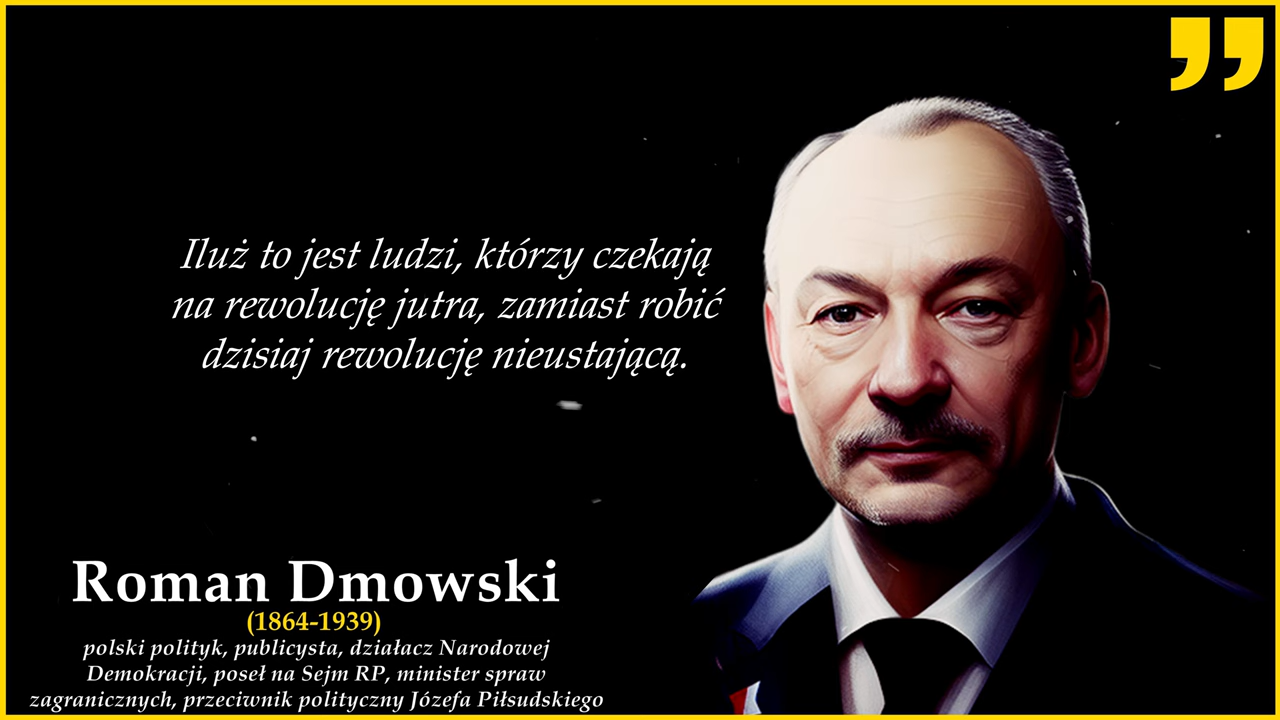 ”
Iluż to jest ludzi, którzy czekają
na rewolucję jutra, zamiast robić
dzisiaj rewolucję nieustającą.
Roman Dmowski
(1864-1939)
polski polityk, publicysta, działacz Narodowej
Demokracji, poseł na Sejm RP, minister spraw
zagranicznych, przeciwnik polityczny Józefa Piłsudskiego